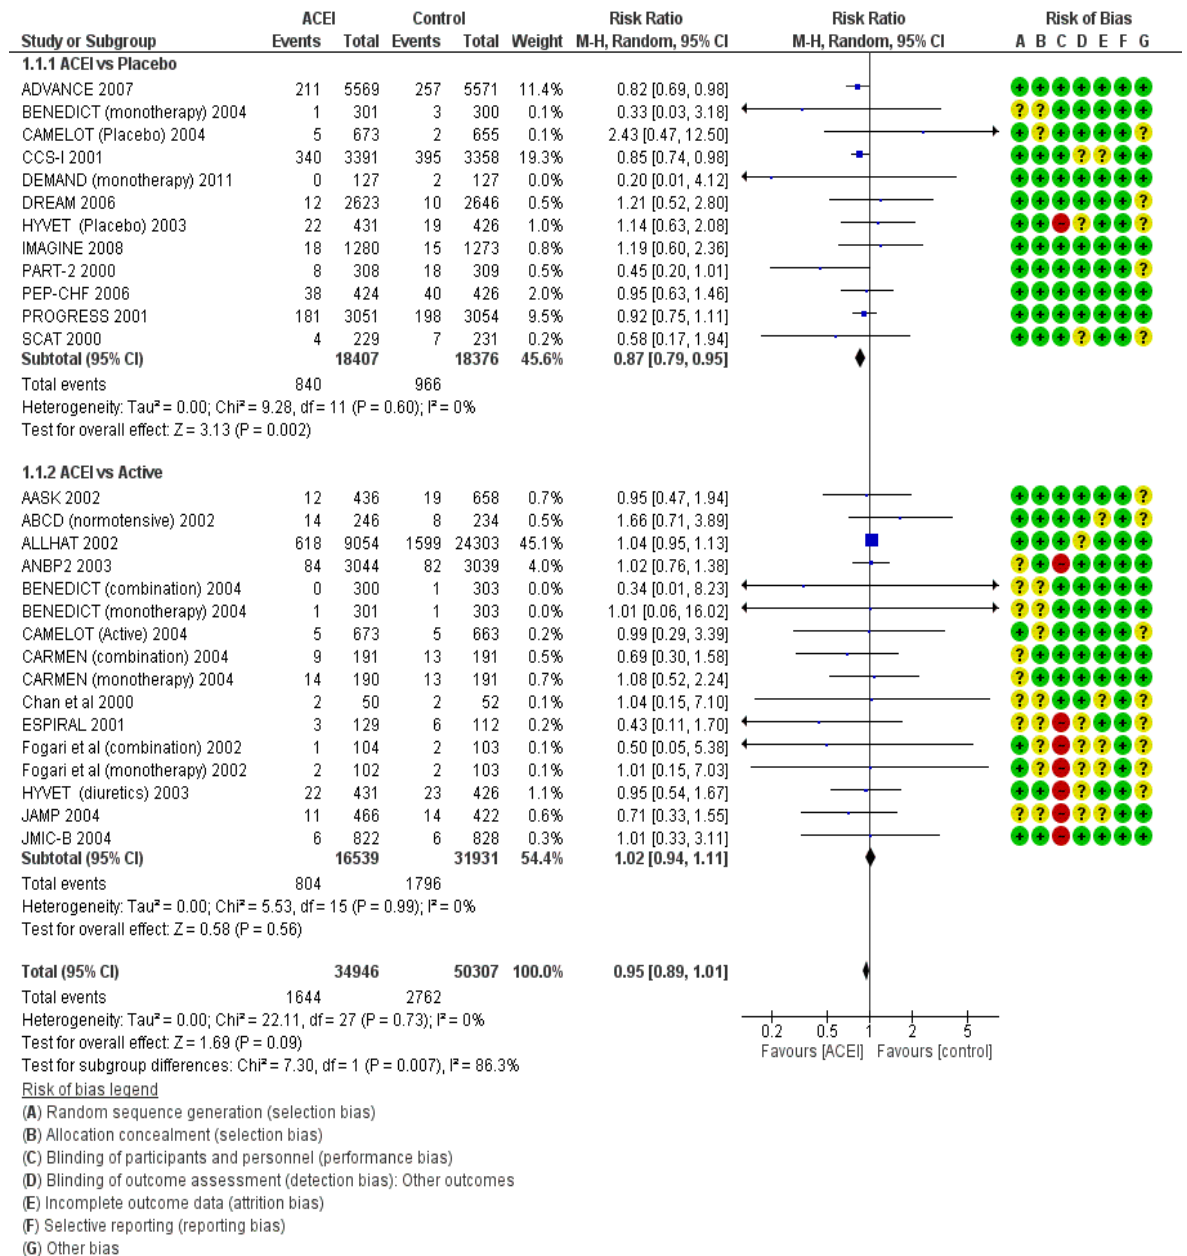 ACEI Control Risk Ratio Risk Ratio Risk of Bias
Study or Subgroup Events Total Events Total Weight M-H, Random, 95% CI M-H, Random, 95% CI A B C D E F G
1.1.1 ACEI vs Placebo
ADVANCE 2007 211 5569 257 5571 11.4% 0.82 [0.69, 0.98] + + + + + + +
BENEDICT (monotherapy) 2004 1 301 3 300 0.1% 0.33 [0.03, 3.18] ? ? + + + + +
CAMELOT (Placebo) 2004 5 673 2 655 0.1% 2.43 [0.47, 12.50] + ? + + + + ?
CCS-I 2001 340 3391 395 3358 19.3% 0.85 [0.74, 0.98] + + + ? ? + +
DEMAND (monotherapy) 2011 0 127 2 127 0.0% 0.20 [0.01, 4.12] + + + + + + +
DREAM 2006 12 2623 10 2646 0.6% 1.21 [0.52, 2.80] + + + + + + ?
HYVET (Placebo) 2003 22 431 19 426 1.0% 1.14 [0.63, 2.08] + + - ? + + ?
IMAGINE 2008 18 1280 15 1273 0.8% 1.19 [0.60, 2.36] + + + + + + +
PART-2 2000 8 308 18 309 0.5% 0.45 [0.20, 1.01] + + + + + + ?
PEP-CHF 2006 38 424 40 426 2.0% 0.95 [0.63, 1.46] + + + + + + +
PROGRESS 2001 181 3051 198 3054 9.5% 0.92 [0.75, 1.11] + + + + + + +
SCAT 2000 4 229 7 231 0.2% 0.58 [0.17, 1.94] + + + ? + + ?
Subtotal (95% CI) 18407 18376 45.6% 0.87 [0.79, 0.95]
Total events 840 966
Heterogeneity: Tau² = 0.00; Chi² = 9.28, df = 11 (P = 0.60); I² = 0%
Test for overall effect: Z = 3.13 (P = 0.002)
1.1.2 ACEI vs Active
AASK 2002 12 436 19 658 0.7% 0.95 [0.47, 1.94] + + + + + + ?
ABCD (normotensive) 2002 14 246 8 234 0.5% 1.66 [0.71, 3.89] + + + + ? + ?
ALLHAT 2002 618 9054 1599 24303 45.1% 1.04 [0.95, 1.13] + + + ? + + +
ANBP2 2003 84 3044 82 3039 4.0% 1.02 [0.76, 1.38] ? + - + + + +
BENEDICT (combination) 2004 0 300 1 303 0.0% 0.34 [0.01, 8.23] ? ? + + + + +
BENEDICT (monotherapy) 2004 1 301 1 303 0.0% 1.01 [0.06, 16.02] ? ? + + + + +
CAMELOT (Active) 2004 5 673 5 663 0.2% 0.99 [0.29, 3.39] + ? + + + + ?
CARMEN (combination) 2004 9 191 13 191 0.5% 0.69 [0.30, 1.58] ? + + + + + +
CARMEN (monotherapy) 2004 14 190 13 191 0.7% 1.08 [0.52, 2.24] ? + + + + + +
Chan et al 2000 2 50 2 52 0.1% 1.04 [0.15, 7.10] ? ? + + ? + ?
ESPIRAL 2001 3 129 6 112 0.2% 0.43 [0.11, 1.70] ? ? - ? + + ?
Fogari et al (combination) 2002 1 104 2 103 0.1% 0.50 [0.05, 5.38] + ? - ? ? + ?
Fogari et al (monotherapy) 2002 2 102 2 103 0.1% 1.01 [0.15, 7.03] + ? - ? ? + ?
HYVET (diuretics) 2003 22 431 23 426 1.1% 0.95 [0.54, 1.67] + + - ? + + ?
JAMP 2004 11 466 14 422 0.6% 0.71 [0.33, 1.55] ? ? - ? ? + +
JMIC-B 2004 6 822 6 828 0.3% 1.01 [0.33, 3.11] + + - + + + +
Subtotal (95% CI) 16539 31931 54.4% 1.02 [0.94, 1.11]
Total events 804 1796
Heterogeneity: Tau² = 0.00; Chi² = 5.53, df = 15 (P = 0.99); I² = 0%
Test for overall effect: Z = 0.58 (P = 0.56)
Total (95% CI) 34946 50307 100.0% 0.95 [0.89, 1.01]
Total events 1644 2762
Heterogeneity: Tau² = 0.00; Chi² = 22.11, df = 27 (P = 0.73); I² = 0%
Test for overall effect: Z = 1.69 (P = 0.09)
Test for subgroup differences: Chi² = 7.30, df = 1 (P = 0.007), I² = 86.3%
0.2 0.5 1 2 5
Favours [ACEI] Favours [control]
Risk of bias legend
(A) Random sequence generation (selection bias)
(B) Allocation concealment (selection bias)
(C) Blinding of participants and personnel (performance bias)
(D) Blinding of outcome assessment (detection bias): Other outcomes
(E) Incomplete outcome data (attrition bias)
(F) Selective reporting (reporting bias)
(G) Other bias